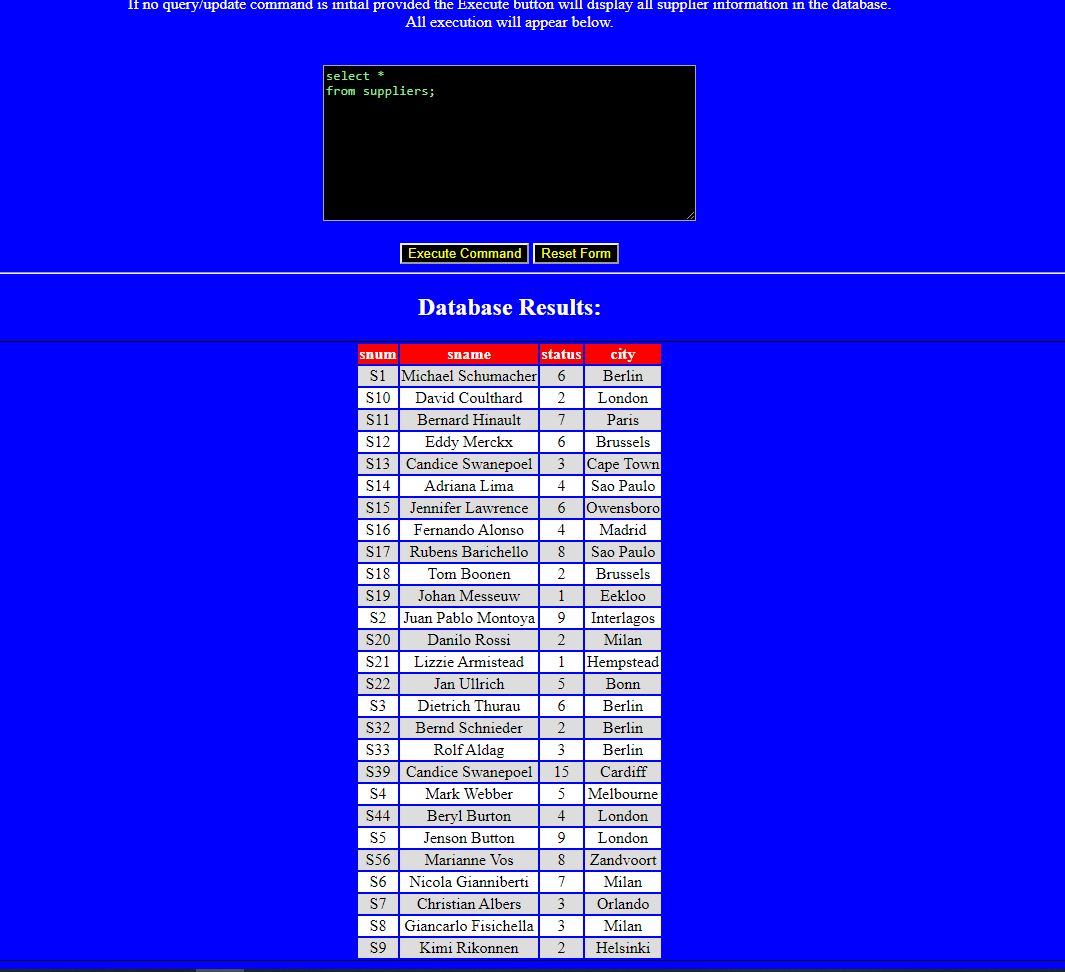 If no query/update command is initial provided the Execute button will display all supplier information in the database.
All execution will appear below.
select *
from suppliers;
Execute Command Reset Form
Database Results:
snum sname status city
S1 Michael Schumacher 6 Berlin
S10 David Coulthard 2 London
S11 Bernard Hinault 7 Paris
S12 Eddy Merckx 6 Brussels
S13 Candice Swanepoel 3 Cape Town
S14 Adriana Lima 4 Sao Paulo
S15 Jennifer Lawrence 6 Owensboro
S16 Fernando Alonso 4 Madrid
S17 Rubens Barichello 8 Sao Paulo
S18 Tom Boonen 2 Brussels
S19 Johan Messeuw 1 Eekloo
S2 Juan Pablo Montoya 9 Interlagos
S20 Danilo Rossi 2 Milan
S21 Lizzie Armistead 1 Hempstead
S22 Jan Ullrich 5 Bonn
S3 Dietrich Thurau 6 Berlin
S32 Bernd Schnieder 2 Berlin
S33 Rolf Aldag 3 Berlin
S39 Candice Swanepoel 15 Cardiff
S4 Mark Webber 5 Melbourne
S44 Beryl Burton 4 London
S5 Jenson Button 9 London
S56 Marianne Vos 8 Zandvoort
S6 Nicola Gianniberti 7 Milan
S7 Christian Albers 3 Orlando
S8 Giancarlo Fisichella 3 Milan
S9 Kimi Rikonnen 2 Helsinki